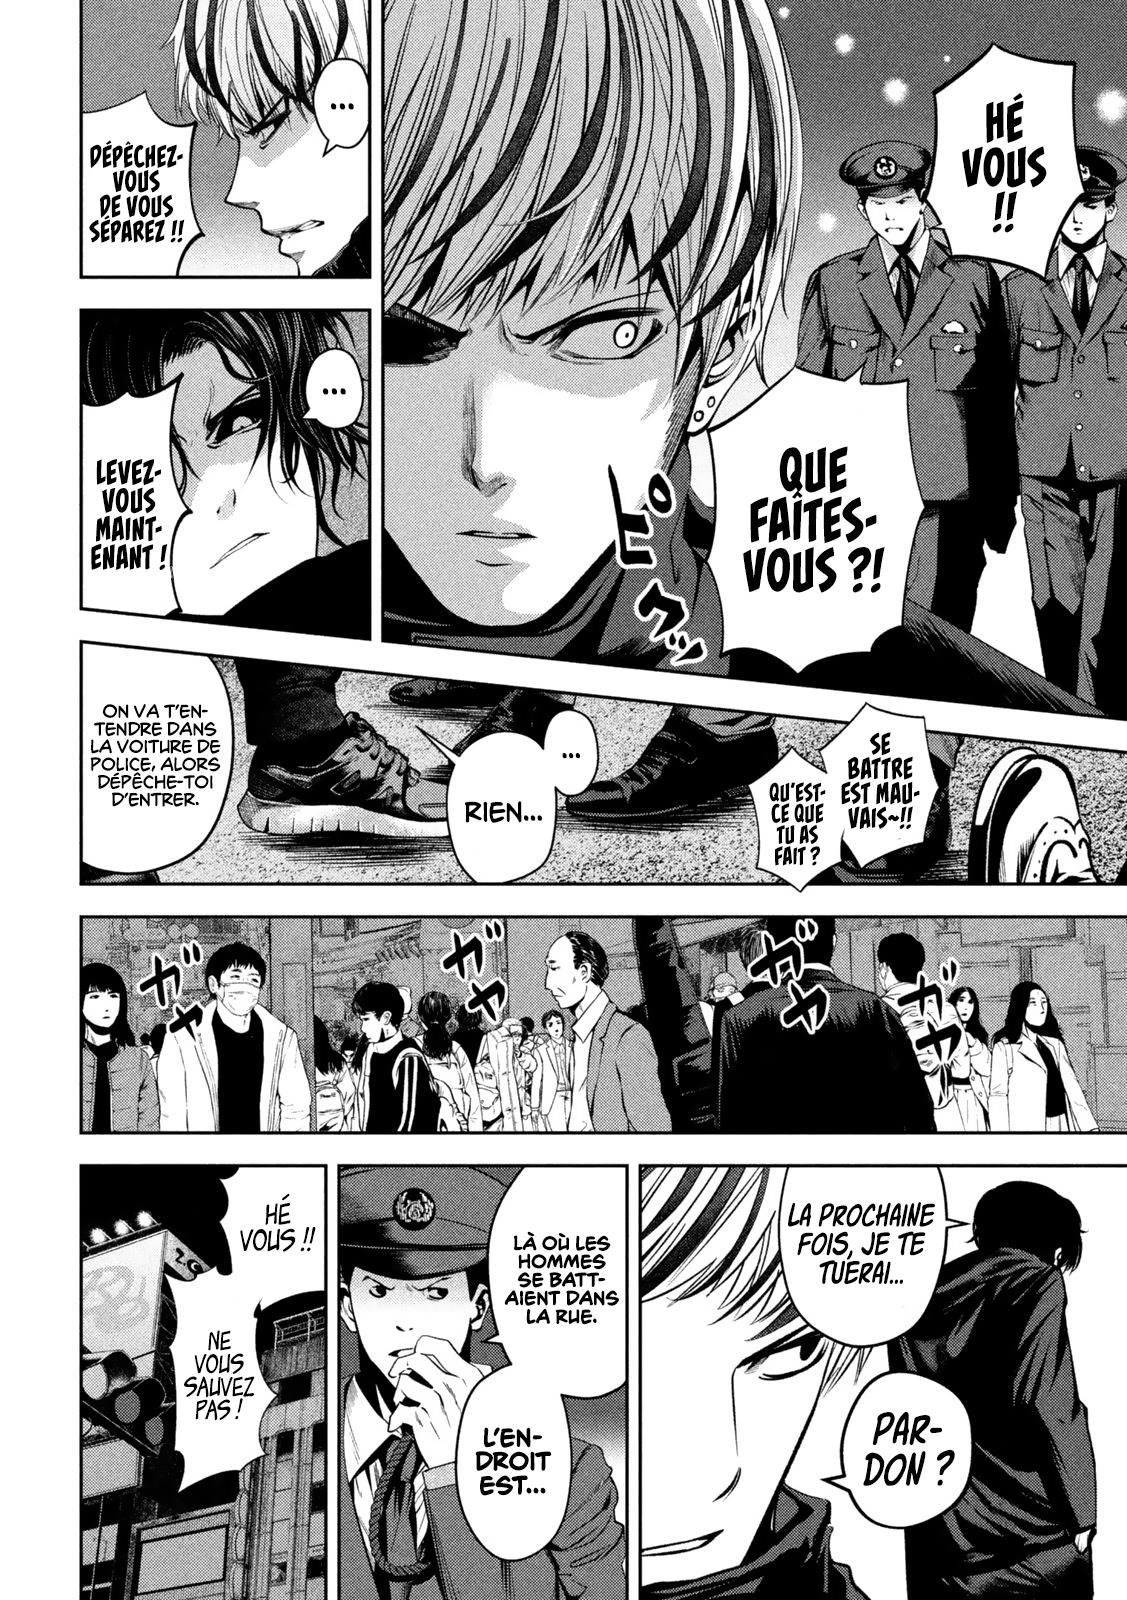 HÉ
VOUS
!!
QUE
FAÎTES-
VOUS ?!
ピ
クッ
...
DÉPÊCHEZ-
VOUS
DE VOUS
SÉPAREZ !!
...
LEVEZ-
VOUS
MAINT-
ENANT !
SE
BATTRE
EST MAU-
VAIS~!!
QU'EST-
CE QUE
TU AS
FAIT ?
...
RIEN...
ON VA T'EN-
TENDRE DANS
LA VOITURE DE
POLICE, ALORS
DÉPÊCHE-TOI
D'ENTRER.
ガヤ
ガヤ
ガヤ
ガヤ
LA PROCHAINE
FOIS, JE TE
TUERAI...
PAR-
DON ?
LÀ OÙ LES
HOMMES
SE BATT-
AIENT DANS
LA RUE.
L'EN-
DROIT
EST...
HÉ
VOUS !!
NE
VOUS
SAUVEZ
PAS !